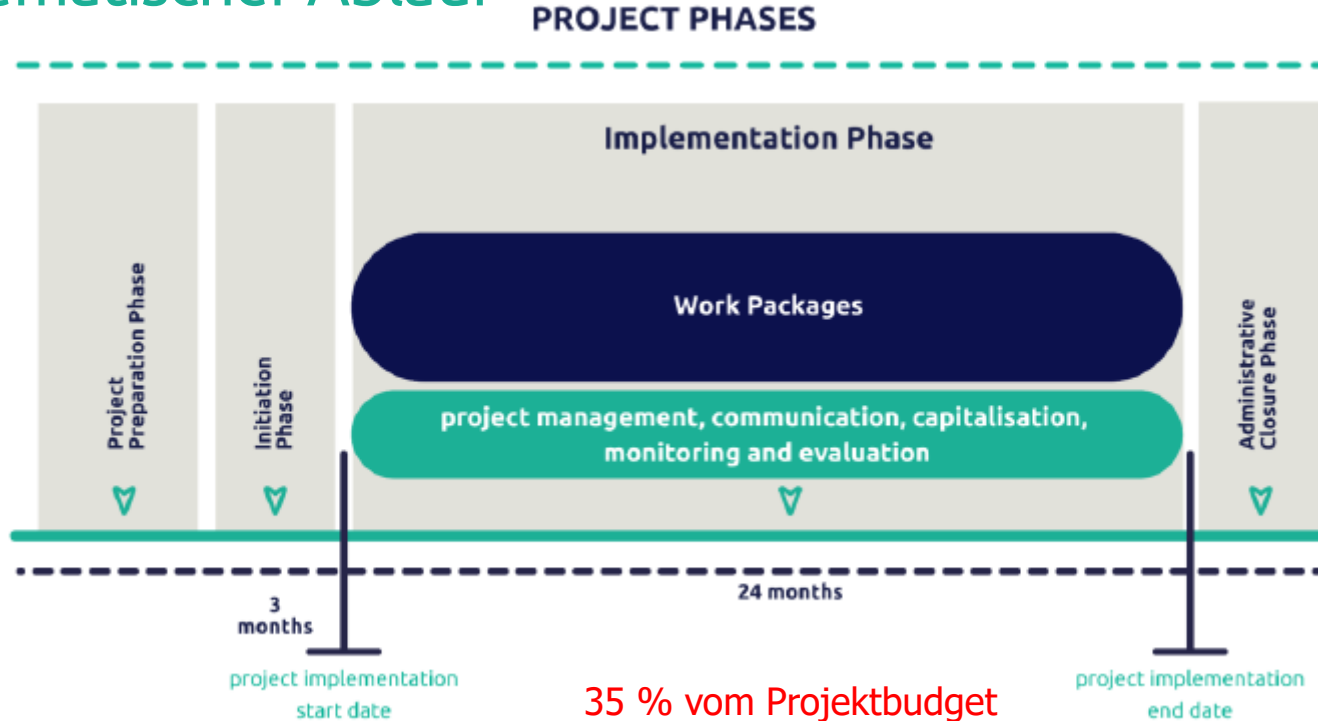 Ablauf
PROJECT PHASES
Implementation Phase
Work Packages
project management, communication, capitalisation,
monitoring and evaluation
Project
Preparation Phase
Initiation
Phase
Administrative
Closure Phase
3
months
24 months
project implementation
start date
35 % vom Projektbudget
project implementation
end date